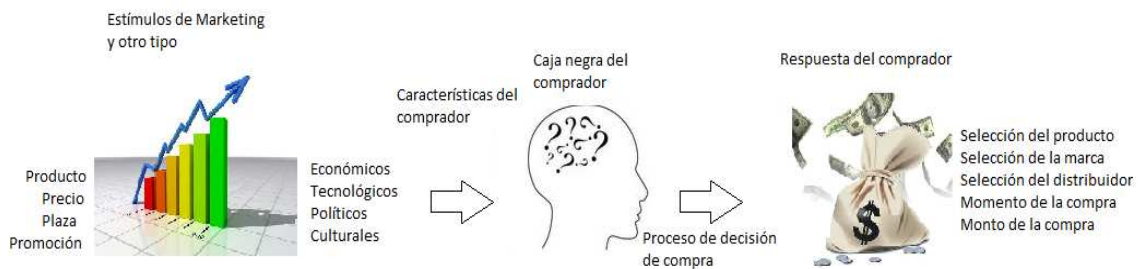 Estímulos de Marketing
y otro tipo
Producto
Precio
Plaza
Promoción
Económicos
Tecnológicos
Políticos
Culturales
Características del
comprador
Caja negra del
comprador
Proceso de decisión
de compra
Respuesta del comprador
$
Selección del producto
Selección de la marca
Selección del distribuidor
Momento de la compra
Monto de la compra